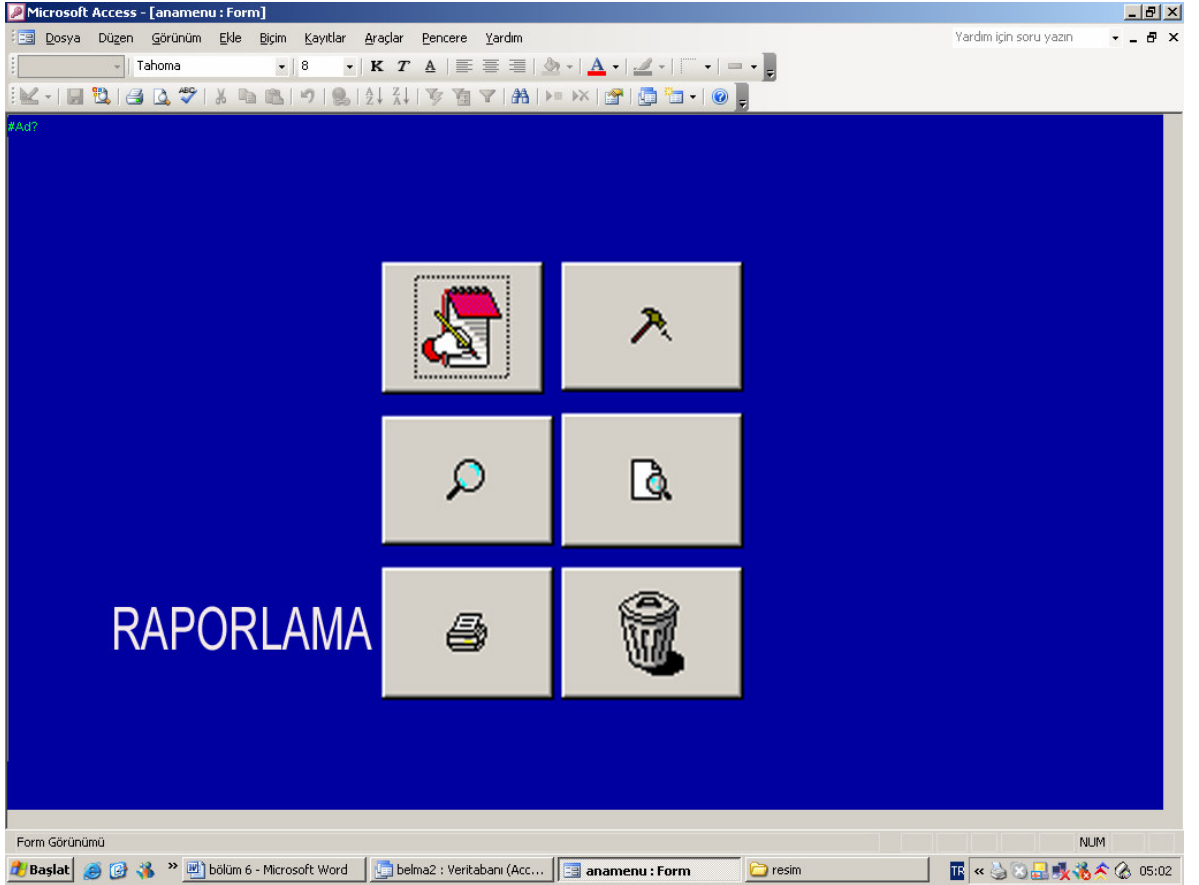 Microsoft Access - [anamenu : Form]
Dosya Düzen Görünüm Ekle Biçim Kayıtlar Araçlar Pencere Yardım Yardım için soru yazın
Tahoma 8 K T A A
ABC
#Ad?
RAPORLAMA
Form Görünümü NUM
Başlat » bölüm 6 - Microsoft Word belma2 : Veritabanı (Acc... anamenu : Form resim TR « 05:02